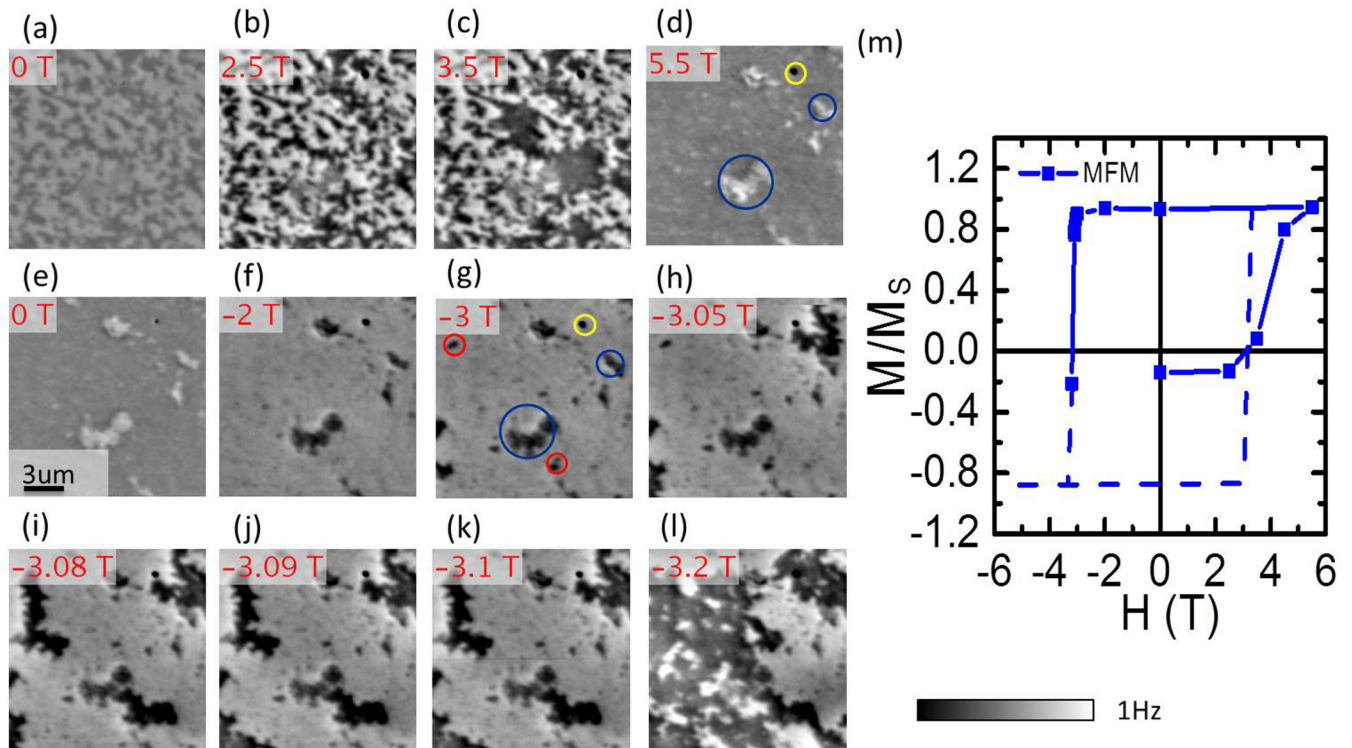 (a)
0 T
(b)
2.5 T
(c)
3.5 T
(d)
5.5 T
(e)
0 T
3um
(f)
−2 T
(g)
−3 T
(h)
−3.05 T
(i)
−3.08 T
(j)
−3.09 T
(k)
−3.1 T
(l)
−3.2 T
(m)
MFM
1.2
0.8
0.4
0.0
-0.4
-0.8
-1.2
M/MS
-6 -4 -2 0 2 4 6
H (T)
1Hz